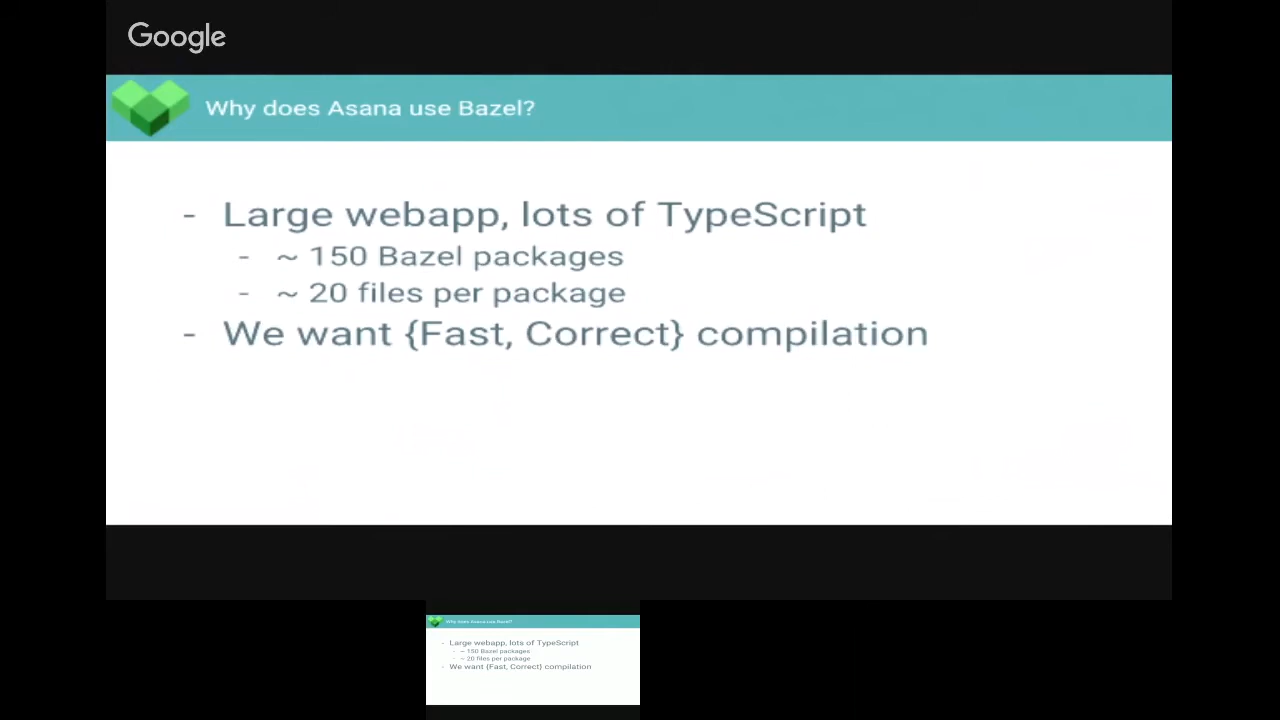 Google
Why does Asana use Bazel?
- Large webapp, lots of TypeScript
- ~ 150 Bazel packages
- ~ 20 files per package
- We want {Fast, Correct} compilation
Why does Asana use Bazel?
- Large webapp, lots of TypeScript
- ~ 150 Bazel packages
- ~ 20 files per package
- We want {Fast, Correct} compilation